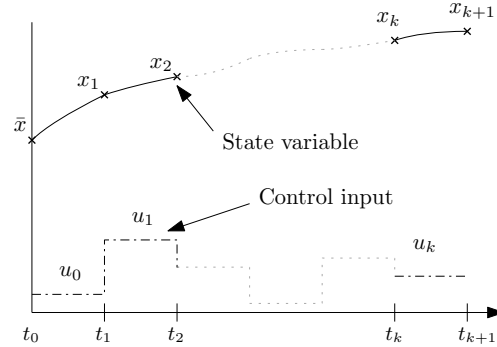 x_{k+1}
x_k
x_2
x_1
x̄
State variable
Control input
u_1
u_0
u_k
t_0 t_1 t_2 t_k t_{k+1}